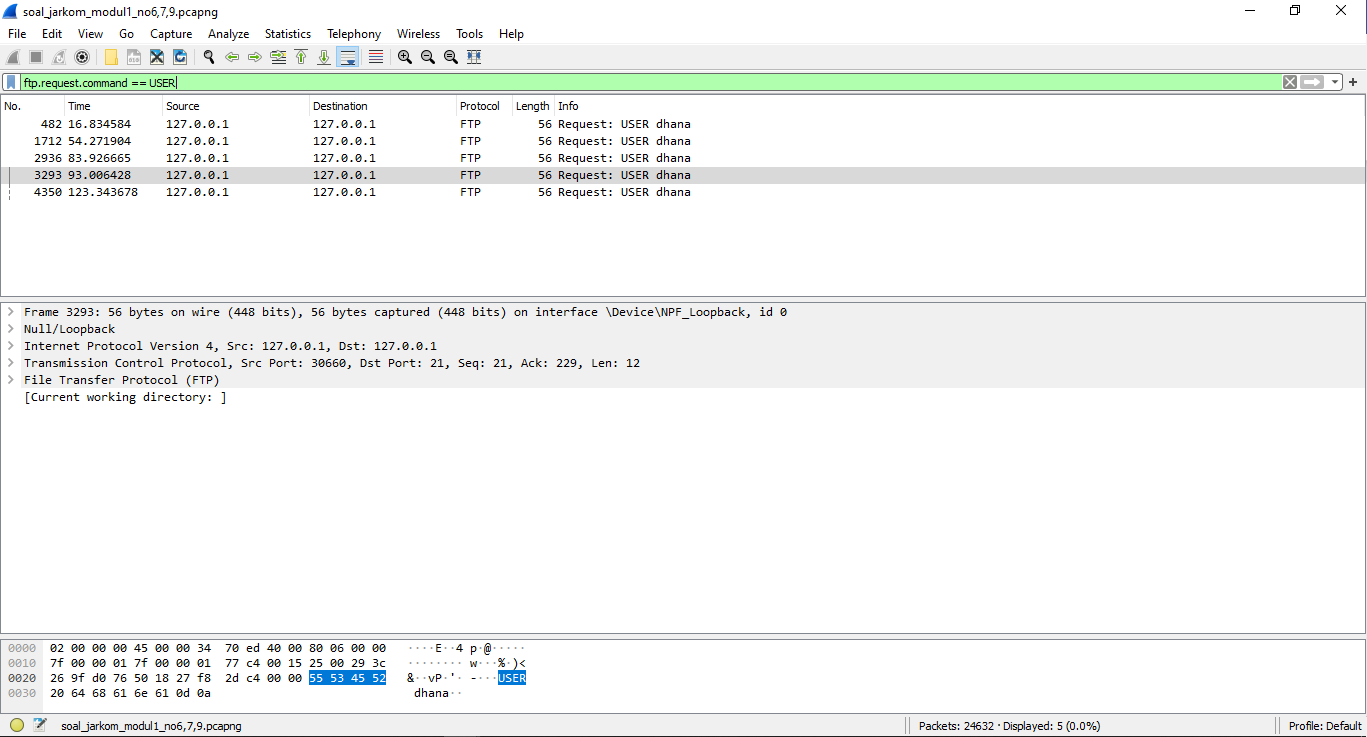 soal_jarkom_modul1_no6,7,9.pcapng
File Edit View Go Capture Analyze Statistics Telephony Wireless Tools Help
ftp.request.command == USER
No. Time Source Destination Protocol Length Info
482 16.834584 127.0.0.1 127.0.0.1 FTP 56 Request: USER dhana
1712 54.271904 127.0.0.1 127.0.0.1 FTP 56 Request: USER dhana
2936 83.926665 127.0.0.1 127.0.0.1 FTP 56 Request: USER dhana
3293 93.006428 127.0.0.1 127.0.0.1 FTP 56 Request: USER dhana
4350 123.343678 127.0.0.1 127.0.0.1 FTP 56 Request: USER dhana
Frame 3293: 56 bytes on wire (448 bits), 56 bytes captured (448 bits) on interface \Device\NPF_Loopback, id 0
Null/Loopback
Internet Protocol Version 4, Src: 127.0.0.1, Dst: 127.0.0.1
Transmission Control Protocol, Src Port: 30660, Dst Port: 21, Seq: 21, Ack: 229, Len: 12
File Transfer Protocol (FTP)
[Current working directory: ]
0000 02 00 00 00 45 00 00 34 70 ed 40 00 80 06 00 00 ····E··4 p·@·····
0010 7f 00 00 01 7f 00 00 01 77 c4 00 15 25 00 29 3c ········ w···%·)<
0020 26 9f d0 76 50 18 27 f8 2d c4 00 00 55 53 45 52 &··vP·'· -···USER
0030 20 64 68 61 6e 61 0d 0a dhana··
soal_jarkom_modul1_no6,7,9.pcapng Packets: 24632 · Displayed: 5 (0.0%) Profile: Default